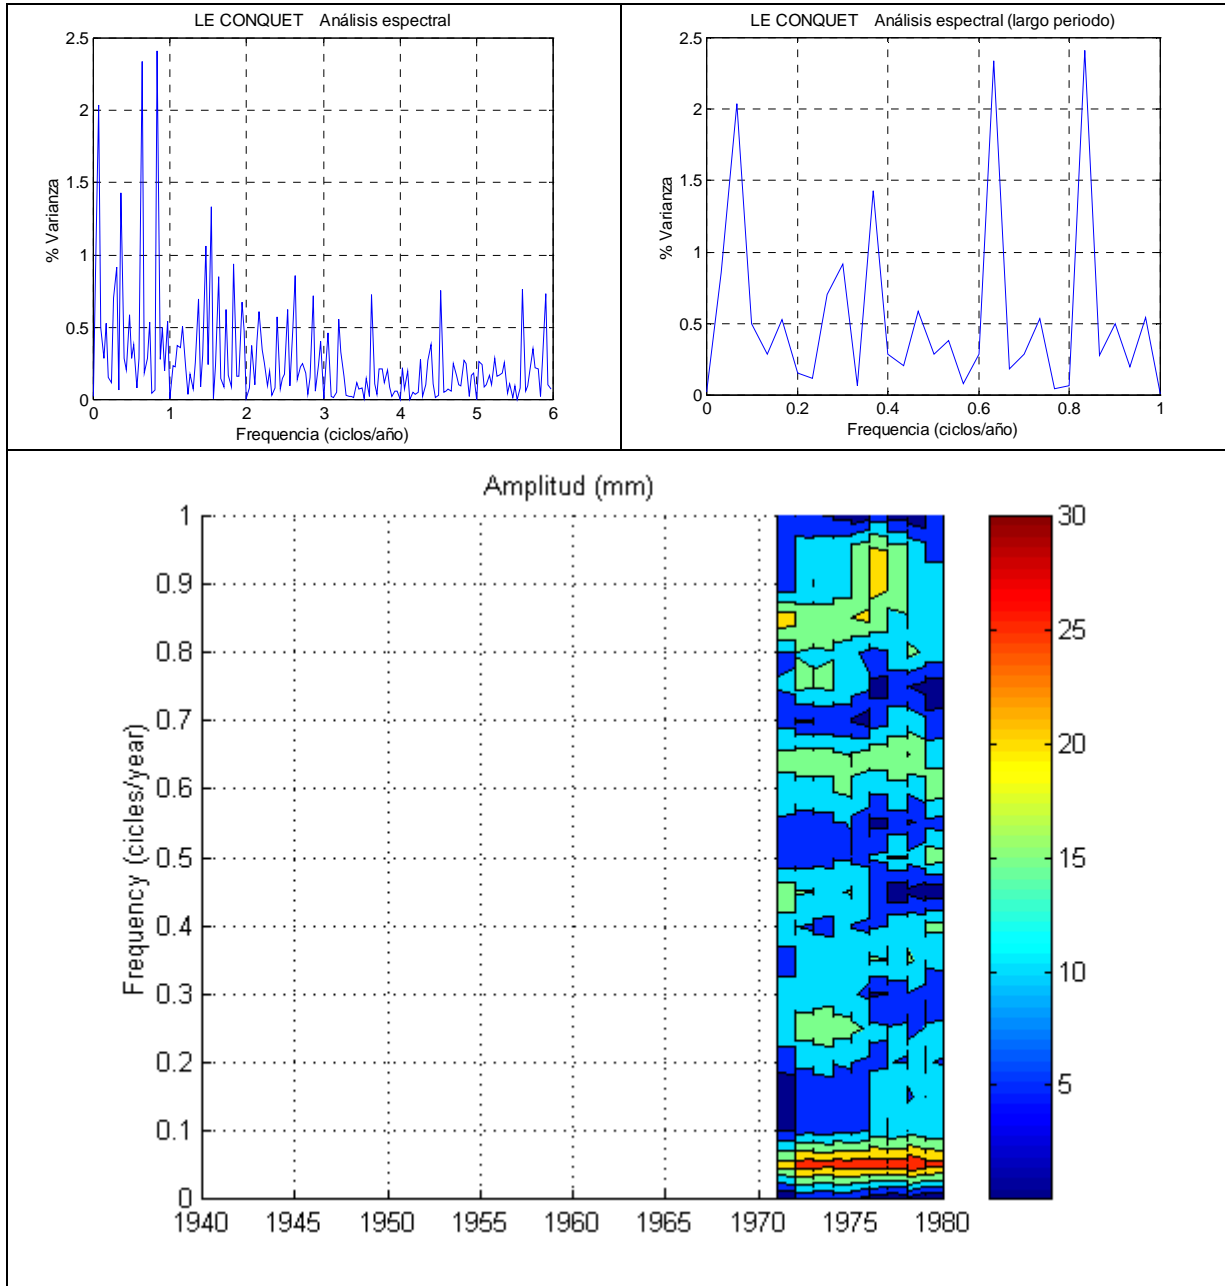 LE CONQUET    Análisis espectral
2.5
2
1.5
1
0.5
0
% Varianza
0 1 2 3 4 5 6
Frequencia (ciclos/año)
LE CONQUET    Análisis espectral (largo periodo)
2.5
2
1.5
1
0.5
0
% Varianza
0 0.2 0.4 0.6 0.8 1
Frequencia (ciclos/año)
Amplitud (mm)
1
0.9
0.8
0.7
0.6
0.5
0.4
0.3
0.2
0.1
0
Frequency (cicles/year)
1940 1945 1950 1955 1960 1965 1970 1975 1980
30
25
20
15
10
5